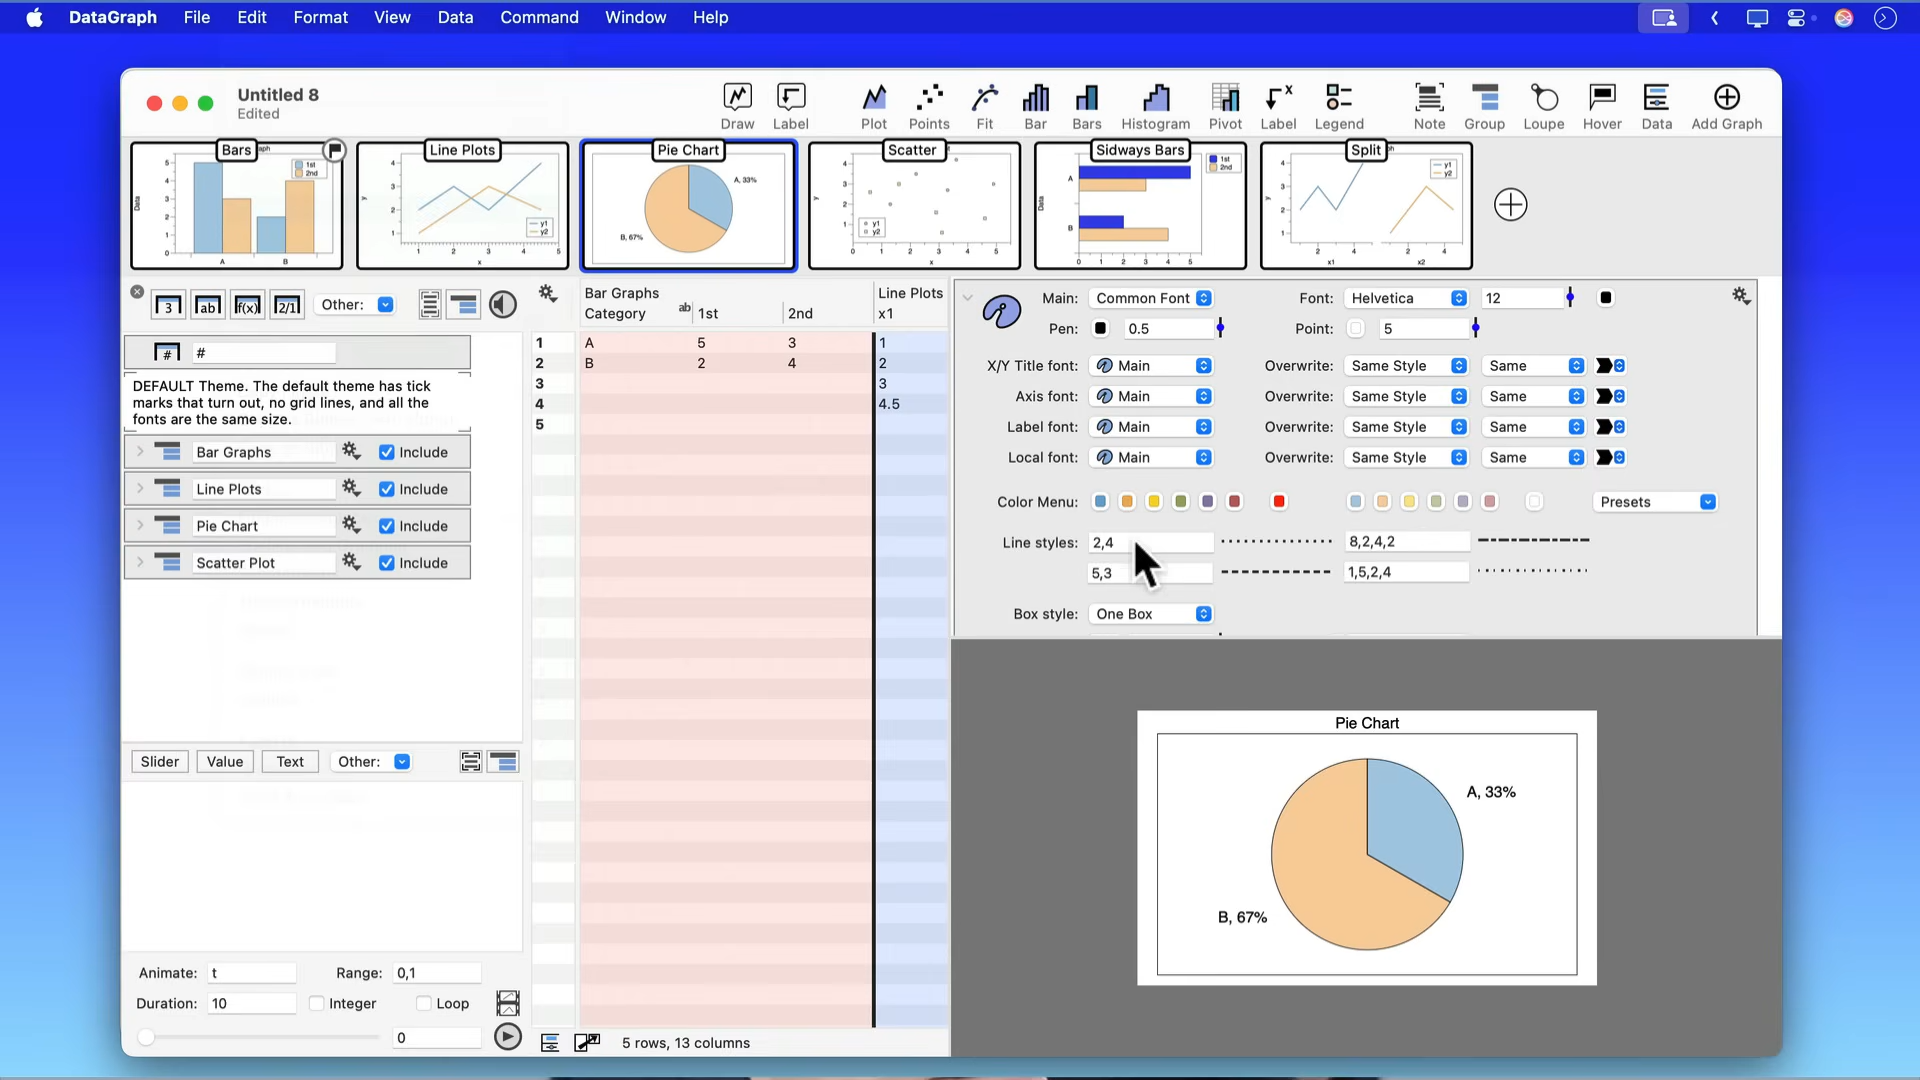 DataGraph File Edit Format View Data Command Window Help
Untitled 8
Edited
Draw Label Plot Points Fit Bar Bars Histogram Pivot Label Legend Note Group Loupe Hover Data Add Graph
Bars Line Plots Pie Chart Scatter Sidways Bars Split
A, 33%
B, 67%
3 ab f(x) 2/1 Other:
# #
DEFAULT Theme. The default theme has tick
marks that turn out, no grid lines, and all the
fonts are the same size.
Bar Graphs Include
Line Plots Include
Pie Chart Include
Scatter Plot Include
Slider Value Text Other:
Animate: t Range: 0,1
Duration: 10 Integer Loop
0
Bar Graphs Line Plots
Category ab 1st 2nd x1
1 A 5 3 1
2 B 2 4 2
3 3
4 4.5
5
5 rows, 13 columns
Main: Common Font Font: Helvetica 12
Pen: 0.5 Point: 5
X/Y Title font: Main Overwrite: Same Style Same
Axis font: Main Overwrite: Same Style Same
Label font: Main Overwrite: Same Style Same
Local font: Main Overwrite: Same Style Same
Color Menu: Presets
Line styles: 2,4 8,2,4,2
5,3 1,5,2,4
Box style: One Box
Pie Chart
A, 33%
B, 67%